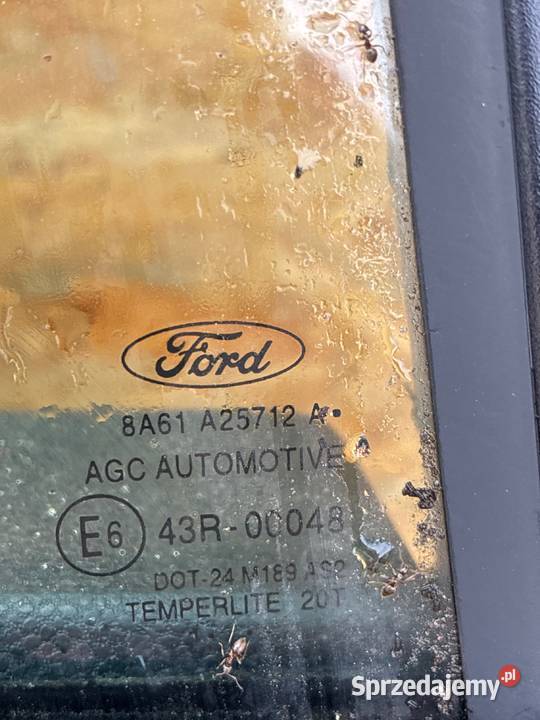 Ford
8A61 A25712 A
AGC AUTOMOTIVE
E6 43R-00048
DOT-24 M189 AS2
TEMPERLITE 20T
Sprzedajemy.pl